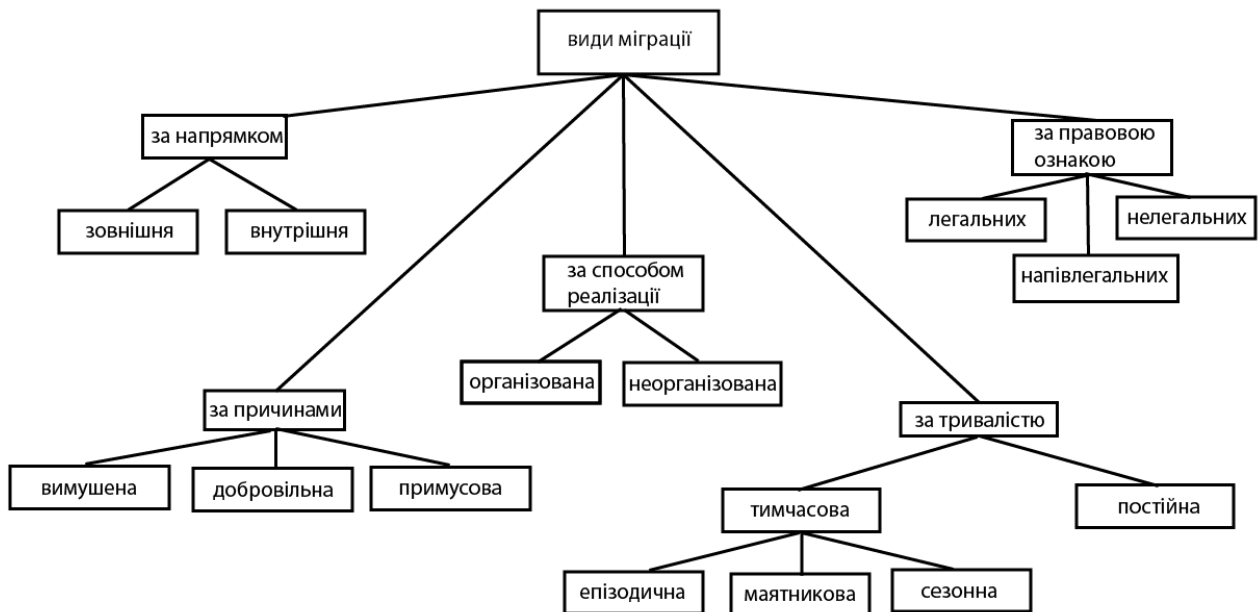 види міграції
за напрямком
за правовою
ознакою
зовнішня
внутрішня
легальних
нелегальних
напівлегальних
за способом
реалізації
організована
неорганізована
за причинами
за тривалістю
вимушена
добровільна
примусова
тимчасова
постійна
епізодична
маятникова
сезонна